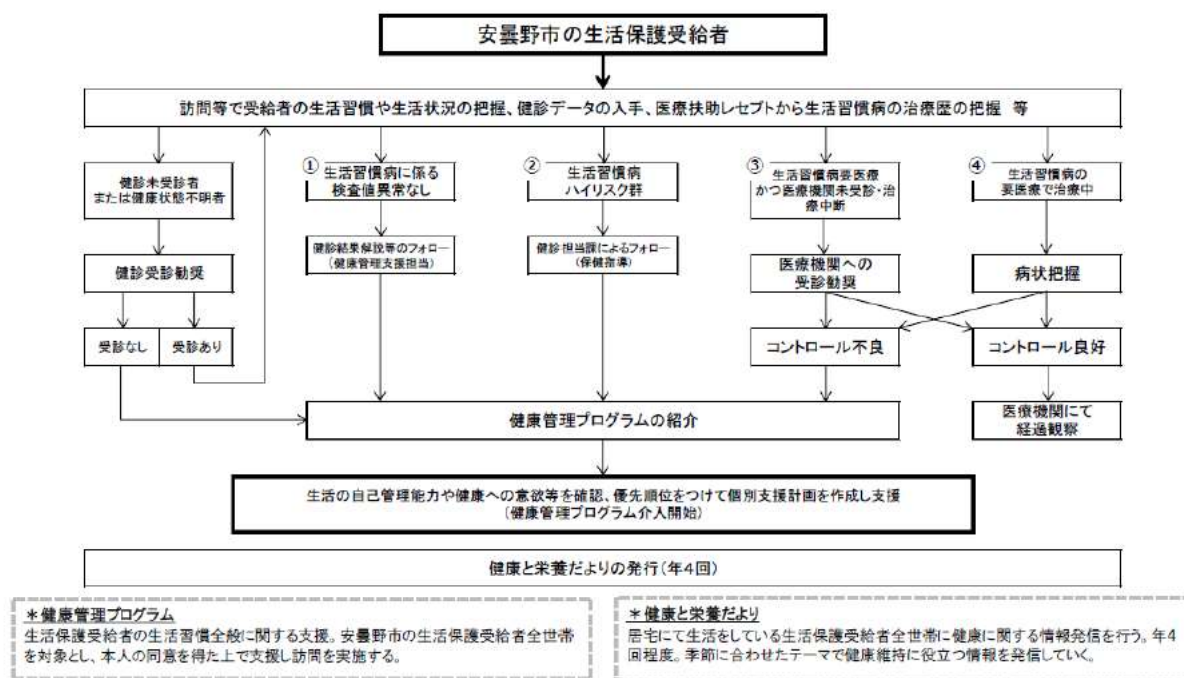 安曇野市の生活保護受給者
訪問等で受給者の生活習慣や生活状況の把握、健診データの入手、医療扶助レセプトから生活習慣病の治療歴の把握 等
健診未受診者
または健康状態不明者
健診受診勧奨
受診なし
受診あり
①
生活習慣病に係る
検査値異常なし
健診結果解説等のフォロー
(健康管理支援担当)
②
生活習慣病
ハイリスク群
健診担当課によるフォロー
(保健指導)
③
生活習慣病要医療
かつ医療機関未受診・治
療中断
医療機関への
受診勧奨
コントロール不良
④
生活習慣病の
要医療で治療中
病状把握
コントロール良好
医療機関にて
経過観察
健康管理プログラムの紹介
生活の自己管理能力や健康への意欲等を確認、優先順位をつけて個別支援計画を作成し支援
(健康管理プログラム介入開始)
健康と栄養だよりの発行(年4回)
*健康管理プログラム
生活保護受給者の生活習慣全般に関する支援。安曇野市の生活保護受給者全世帯
を対象とし、本人の同意を得た上で支援し訪問を実施する。
*健康と栄養だより
居宅にて生活をしている生活保護受給者全世帯に健康に関する情報発信を行う。年4
回程度。季節に合わせたテーマで健康維持に役立つ情報を発信していく。